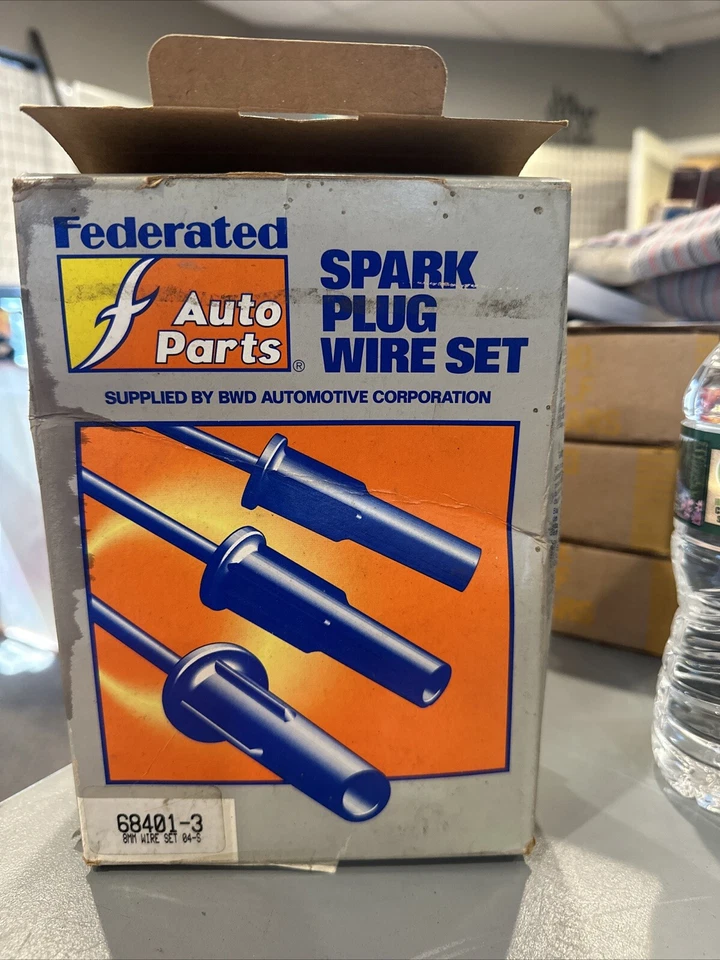 Federated
Auto
Parts®
SPARK
PLUG
WIRE SET
SUPPLIED BY BWD AUTOMOTIVE CORPORATION
68401-3
8MM WIRE SET 04-S